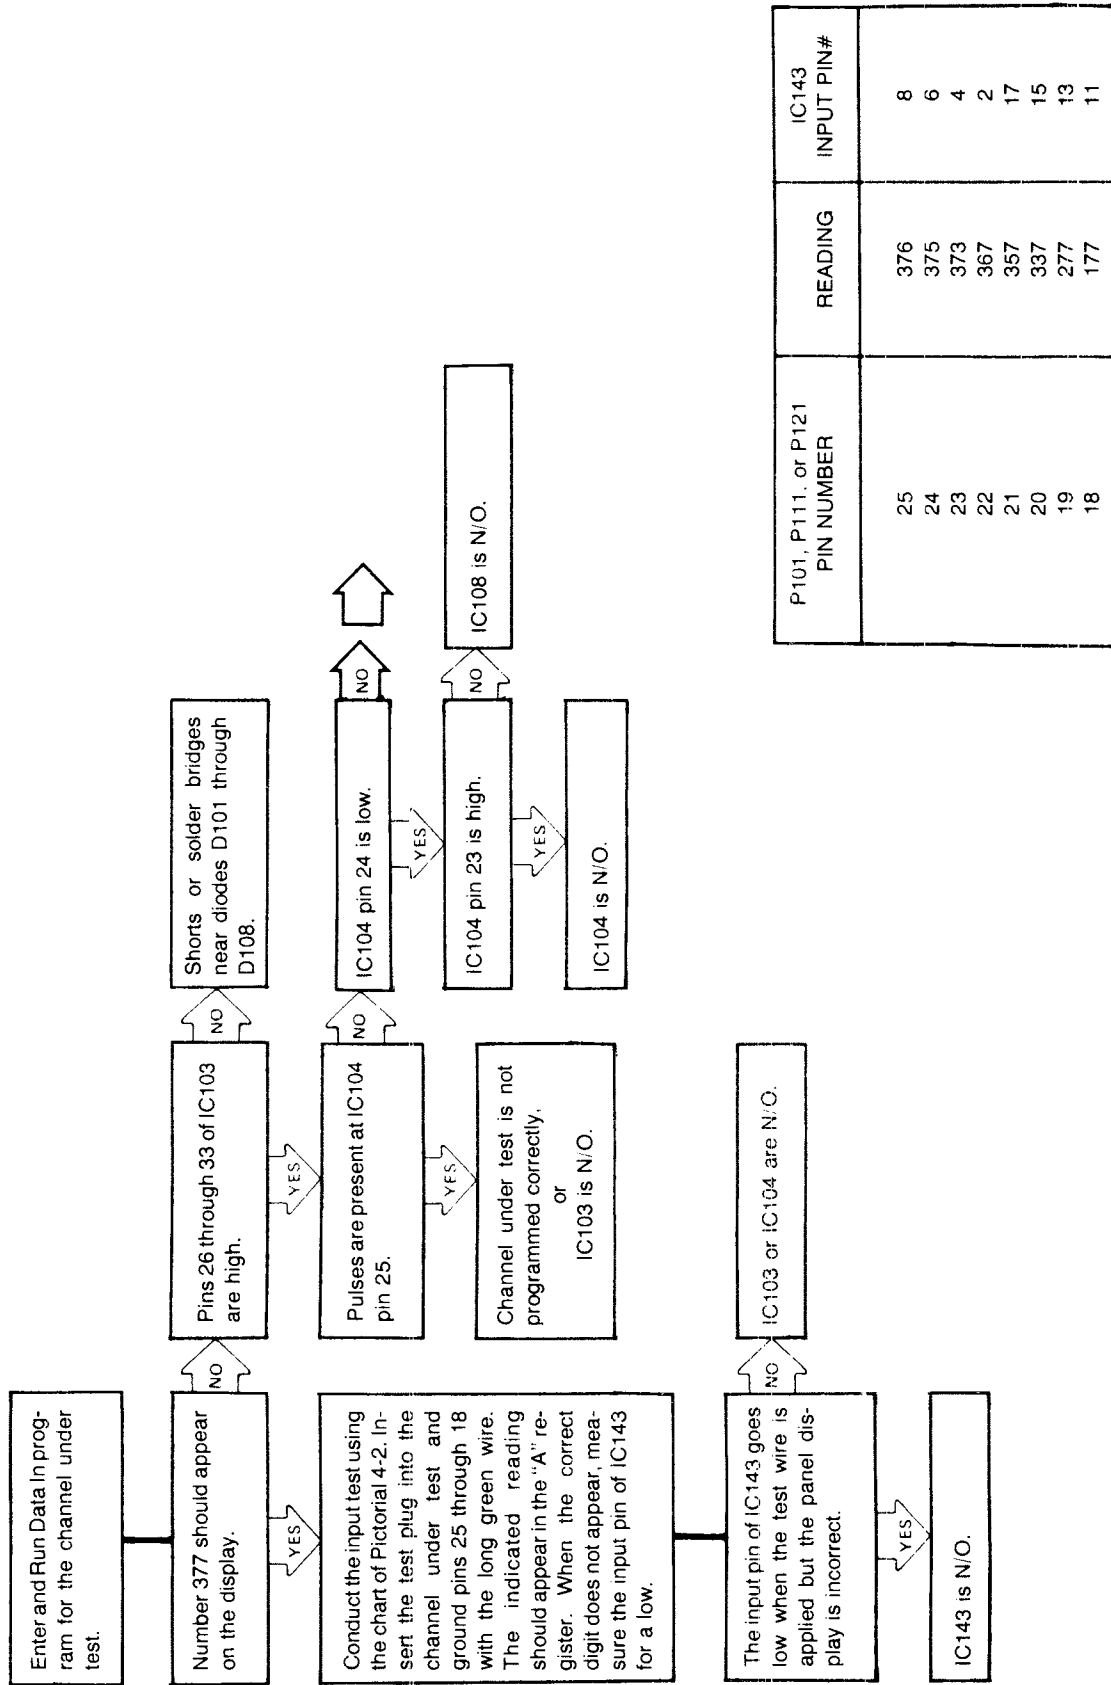 Enter and Run Data In prog-
ram for the channel under
test.
Number 377 should appear
on the display.
NO
Pins 26 through 33 of IC103
are high.
NO
Shorts or solder bridges
near diodes D101 through
D108.
YES
YES
Pulses are present at IC104
pin 25.
NO
IC104 pin 24 is low.
NO
YES
YES
Channel under test is not
programmed correctly,
or
IC103 is N/O.
IC104 pin 23 is high.
NO
IC108 is N/O.
YES
IC104 is N/O.
Conduct the input test using
the chart of Pictorial 4-2. In-
sert the test plug into the
channel under test and
ground pins 25 through 18
with the long green wire.
The indicated reading
should appear in the "A" re-
gister. When the correct
digit does not appear, mea-
sure the input pin of IC143
for a low.
The input pin of IC143 goes
low when the test wire is
applied but the panel dis-
play is incorrect.
NO
IC103 or IC104 are N/O.
YES
IC143 is N/O.
P101, P111. or P121
PIN NUMBER
READING
IC143
INPUT PIN#
25 376 8
24 375 6
23 373 4
22 367 2
21 357 17
20 337 15
19 277 13
18 177 11